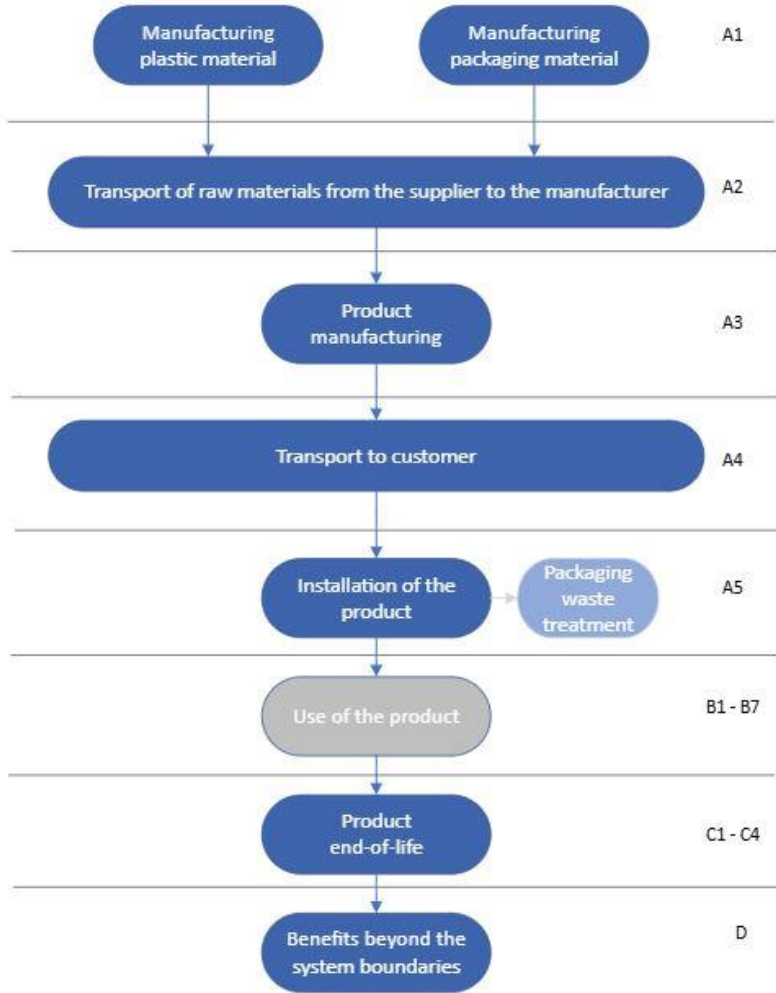 Manufacturing
plastic material
Manufacturing
packaging material
A1
Transport of raw materials from the supplier to the manufacturer
A2
Product
manufacturing
A3
Transport to customer
A4
Installation of the
product
Packaging
waste
treatment
A5
Use of the product
B1 - B7
Product
end-of-life
C1 - C4
Benefits beyond the
system boundaries
D